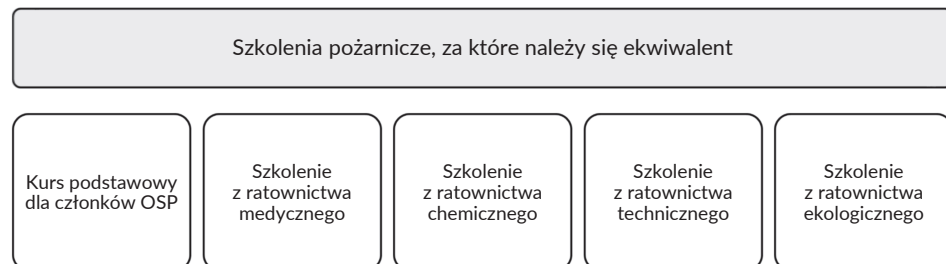 Szkolenia pożarnicze, za które należy się ekwiwalent
Kurs podstawowy
dla członków OSP
Szkolenie
z ratownictwa
medycznego
Szkolenie
z ratownictwa
chemicznego
Szkolenie
z ratownictwa
technicznego
Szkolenie
z ratownictwa
ekologicznego